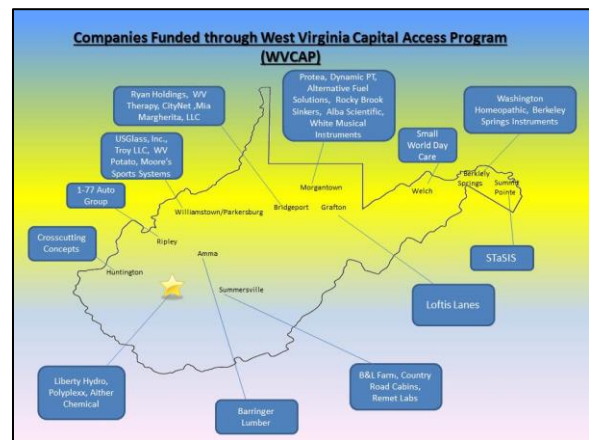 Companies Funded through West Virginia Capital Access Program
(WVCAP)
Ryan Holdings, WV
Therapy, CityNet ,Mia
Margherita, LLC
Protea, Dynamic PT,
Alternative Fuel
Solutions, Rocky Brook
Sinkers, Alba Scientific,
White Musical
Instruments
Washington
Homeopathic, Berkeley
Springs Instruments
USGlass, Inc.,
Troy LLC, WV
Potato, Moore's
Sports Systems
Small
World Day
Care
1-77 Auto
Group
Morgantown
Welch
Berkley
Springs
Summit
Pointe
Williamstown/Parkersburg
Bridgeport
Grafton
Crosscutting
Concepts
Ripley
Amma
STaSIS
Huntington
Summersville
Loftis Lanes
Liberty Hydro,
Polyplexx, Aither
Chemical
B&L Farm, Country
Road Cabins,
Remet Labs
Barringer
Lumber